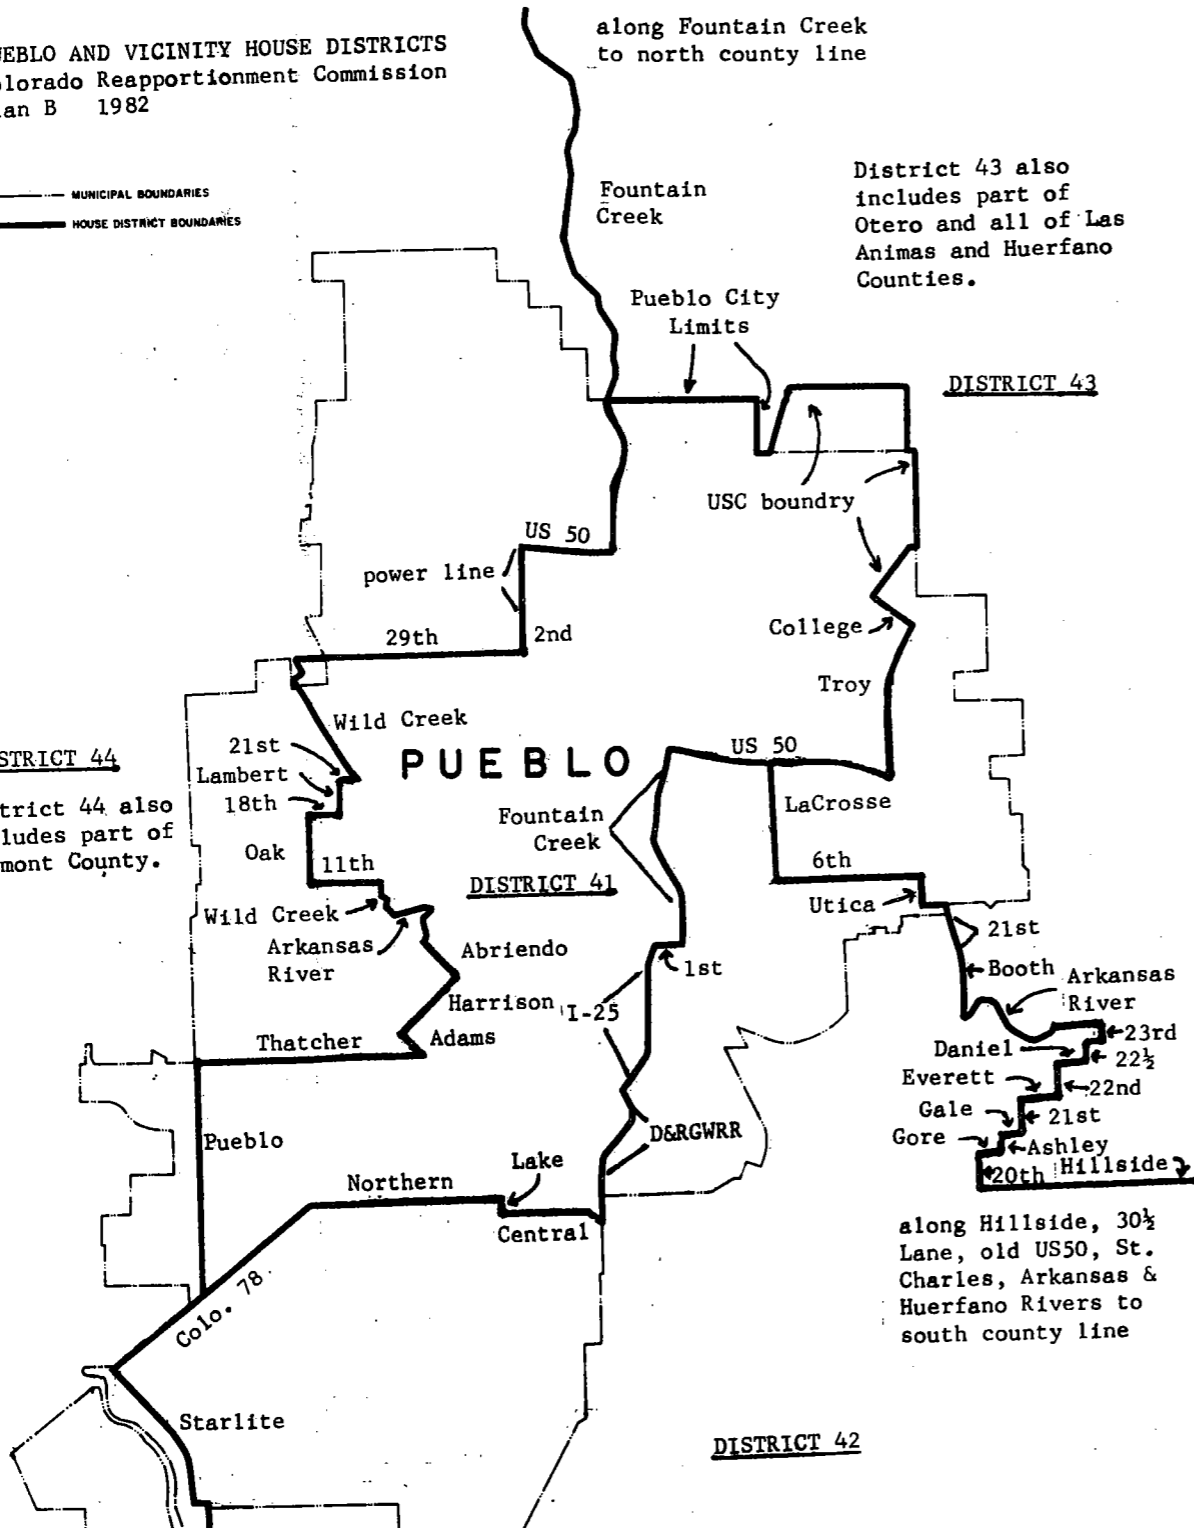 UEBLO AND VICINITY HOUSE DISTRICTS
olorado Reapportionment Commission
lan B 1982
MUNICIPAL BOUNDARIES
HOUSE DISTRICT BOUNDARIES
along Fountain Creek
to north county line
Fountain
Creek
District 43 also
includes part of
Otero and all of Las
Animas and Huerfano
Counties.
Pueblo City
Limits
DISTRICT 43
USC boundry
US 50
power line
29th
2nd
College
Troy
Wild Creek
21st
Lambert
18th
PUEBLO
US 50
STRICT 44
trict 44 also
ludes part of
mont County.
Oak
11th
Fountain
Creek
LaCrosse
6th
DISTRICT 41
Utica
Wild Creek
Arkansas
River
Abriendo
1st
21st
Booth
Arkansas
River
Harrison
I-25
Thatcher
Adams
23rd
Daniel
22½
Everett
22nd
Gale
21st
Gore
Ashley
20th
Hillside
Pueblo
D&RGWRR
Lake
Northern
Central
along Hillside, 30½
Lane, old US50, St.
Charles, Arkansas &
Huerfano Rivers to
south county line
Colo. 78
Starlite
DISTRICT 42